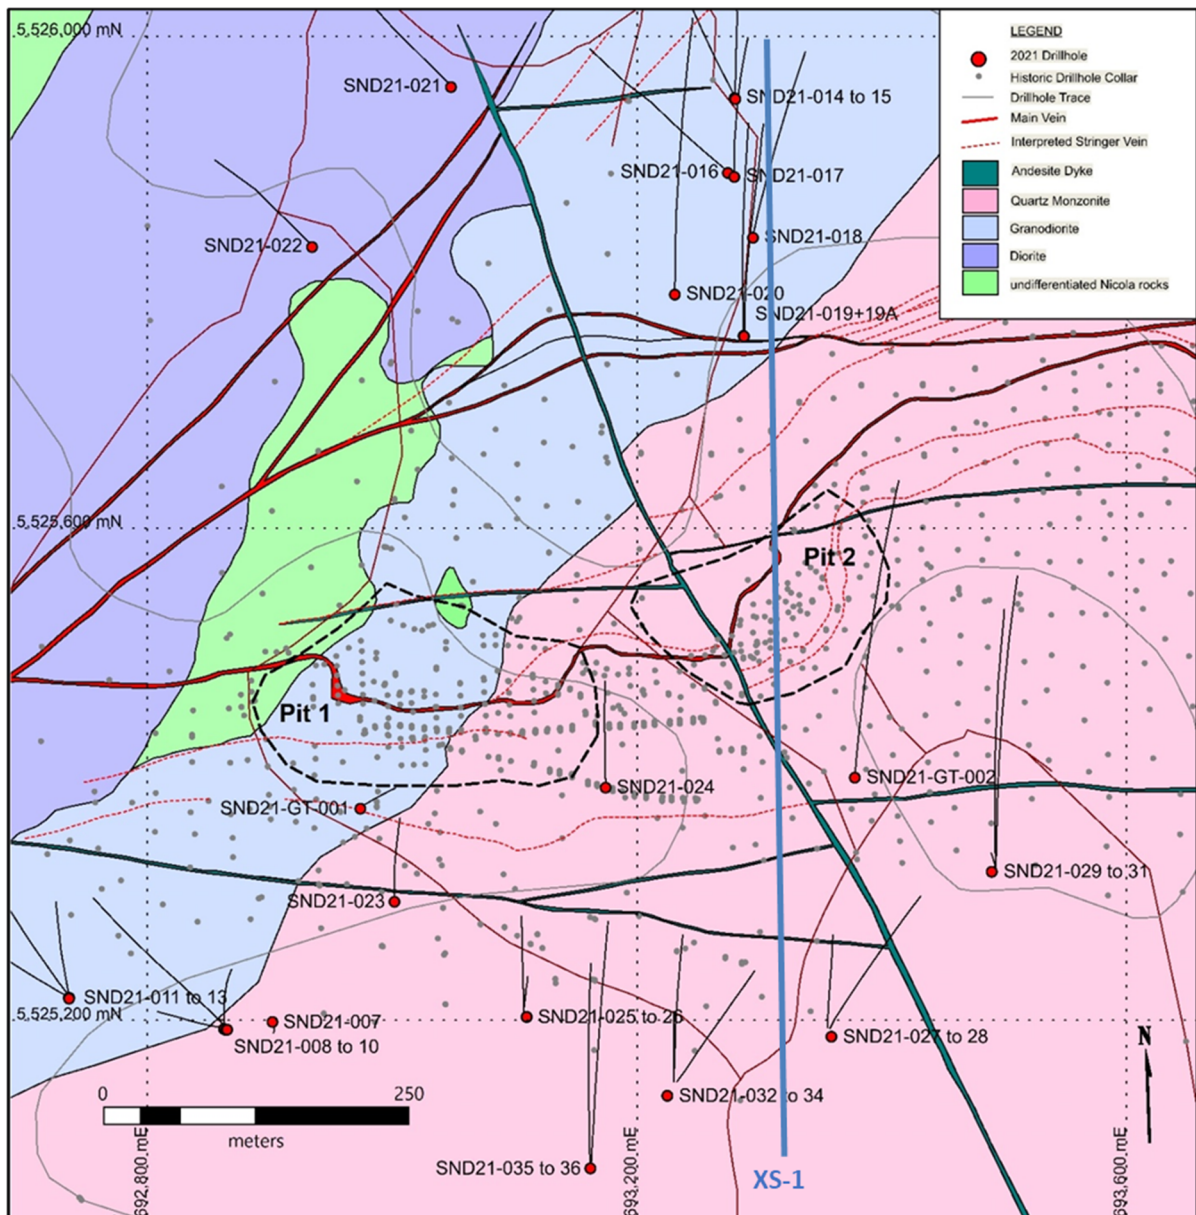 5,526,000 mN
LEGEND
2021 Drillhole
Historic Drillhole Collar
Drillhole Trace
Main Vein
Interpreted Stringer Vein
Andesite Dyke
Quartz Monzonite
Granodiorite
Diorite
undifferentiated Nicola rocks
SND21-021
SND21-014 to 15
SND21-016
SND21-017
SND21-018
SND21-022
SND21-020
SND21-019+19A
5,525,600 mN
Pit 2
Pit 1
SND21-GT-002
SND21-024
SND21-GT-001
SND21-029 to 31
SND21-023
SND21-011 to 13
5,525,200 mN
SND21-007
SND21-008 to 10
SND21-025 to 26
SND21-027 to 28
N
SND21-032 to 34
0 250
meters
SND21-035 to 36
XS-1
692,800 mE
693,200 mE
693,600 mE